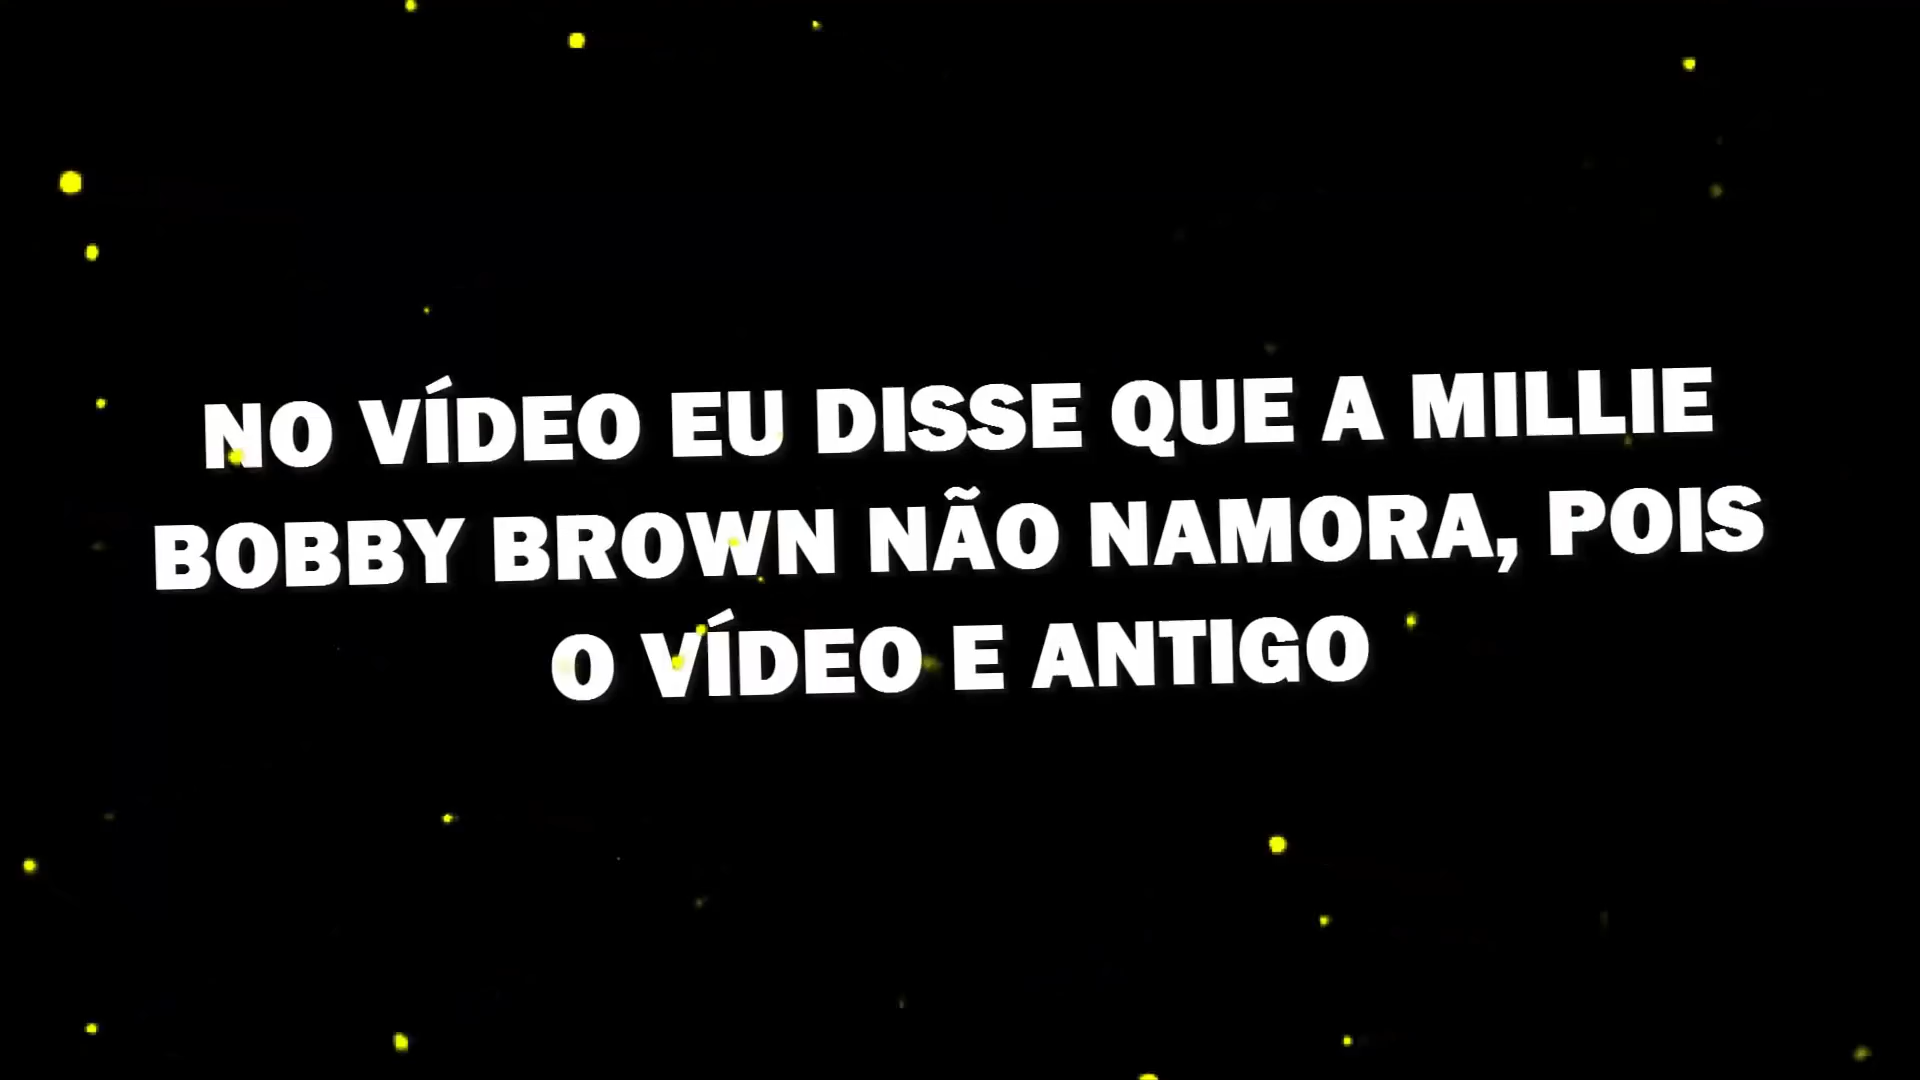 NO VÍDEO EU DISSE QUE A MILLIE
BOBBY BROWN NÃO NAMORA, POIS
O VÍDEO E ANTIGO